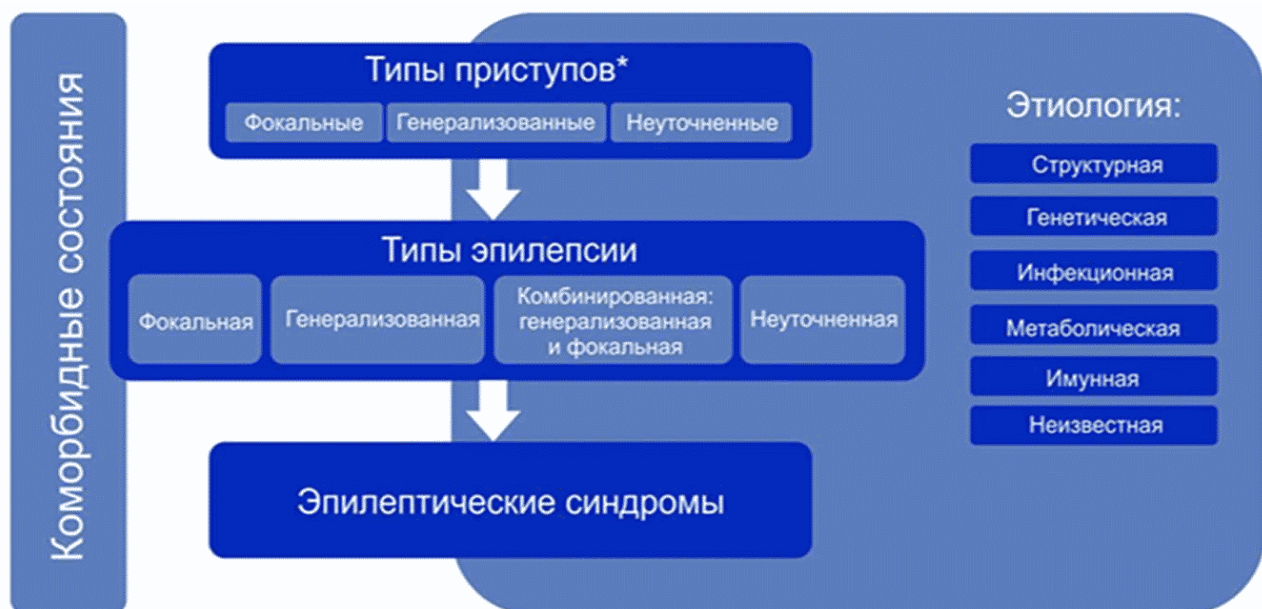 Коморбидные состояния
Типы приступов*
Фокальные
Генерализованные
Неуточненные
Типы эпилепсии
Фокальная
Генерализованная
Комбинированная:
генерализованная
и фокальная
Неуточненная
Эпилептические синдромы
Этиология:
Структурная
Генетическая
Инфекционная
Метаболическая
Имунная
Неизвестная